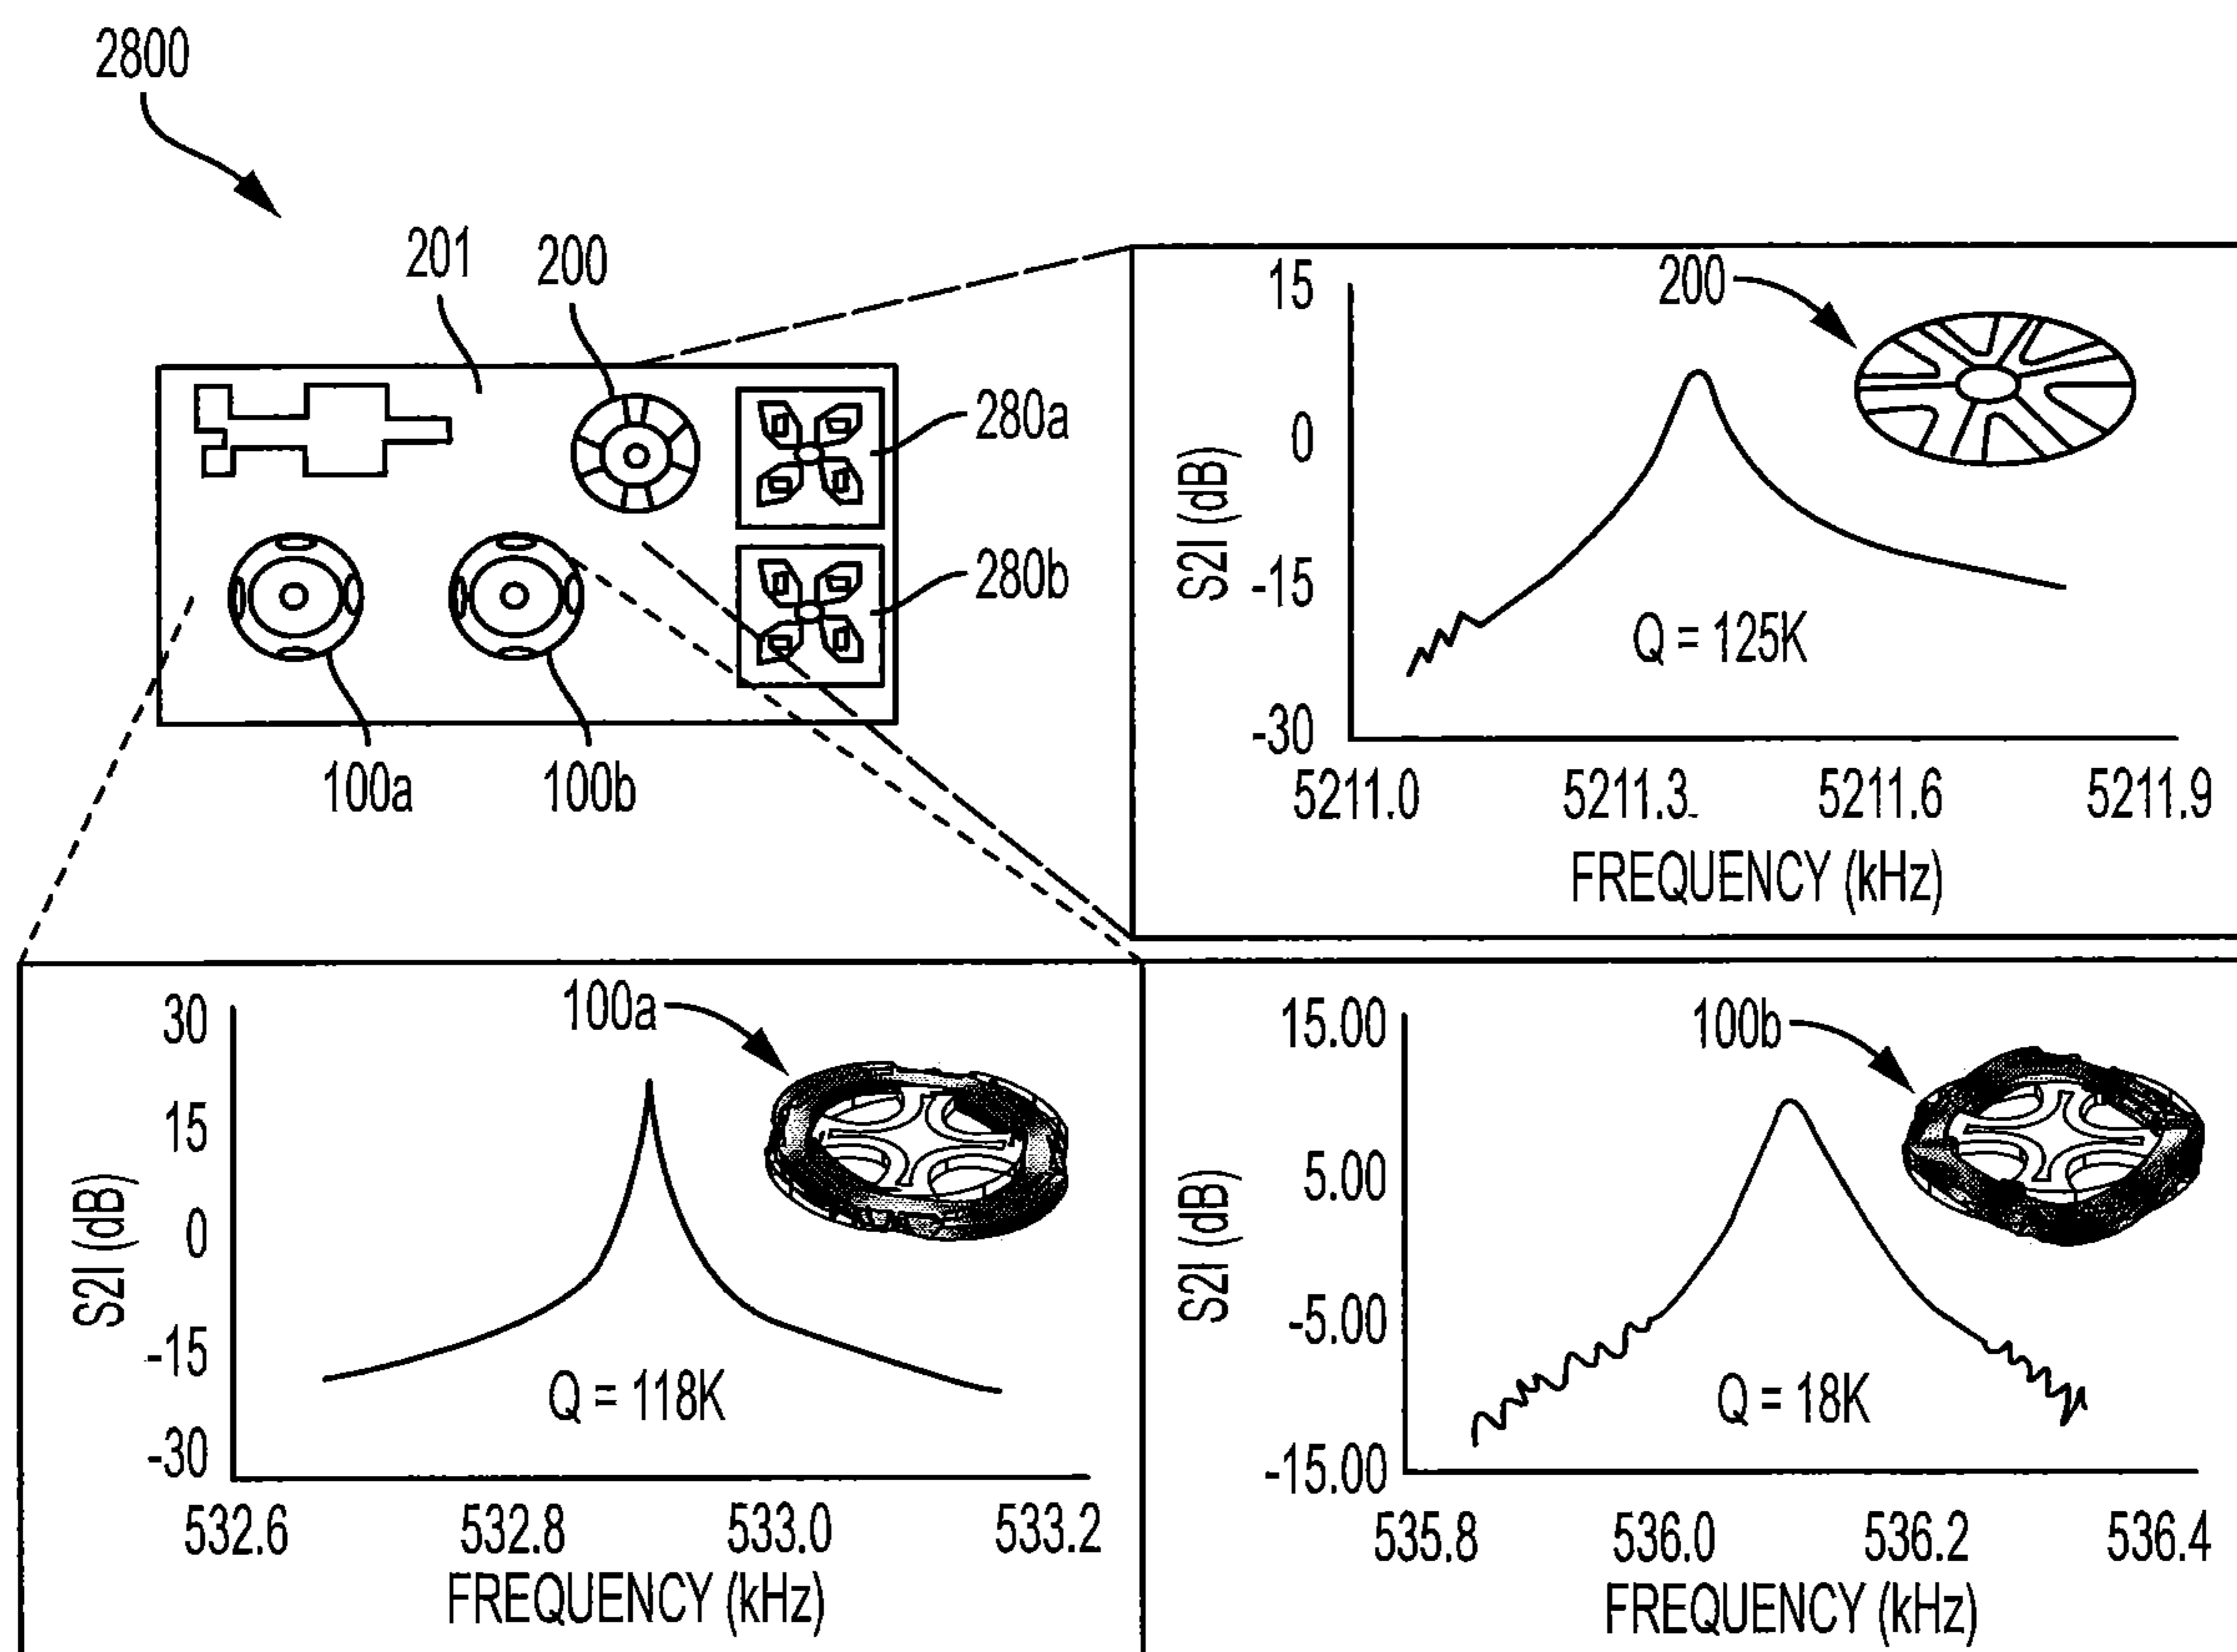 2800
201
200
280a
280b
100a
100b
200
15
0
-15
-30
S2I (dB)
Q = 125K
5211.0 5211.3 5211.6 5211.9
FREQUENCY (kHz)
100a
30
15
0
-15
-30
S2I (dB)
Q = 118K
532.6 532.8 533.0 533.2
FREQUENCY (kHz)
100b
15.00
5.00
-5.00
-15.00
S2I (dB)
Q = 18K
535.8 536.0 536.2 536.4
FREQUENCY (kHz)